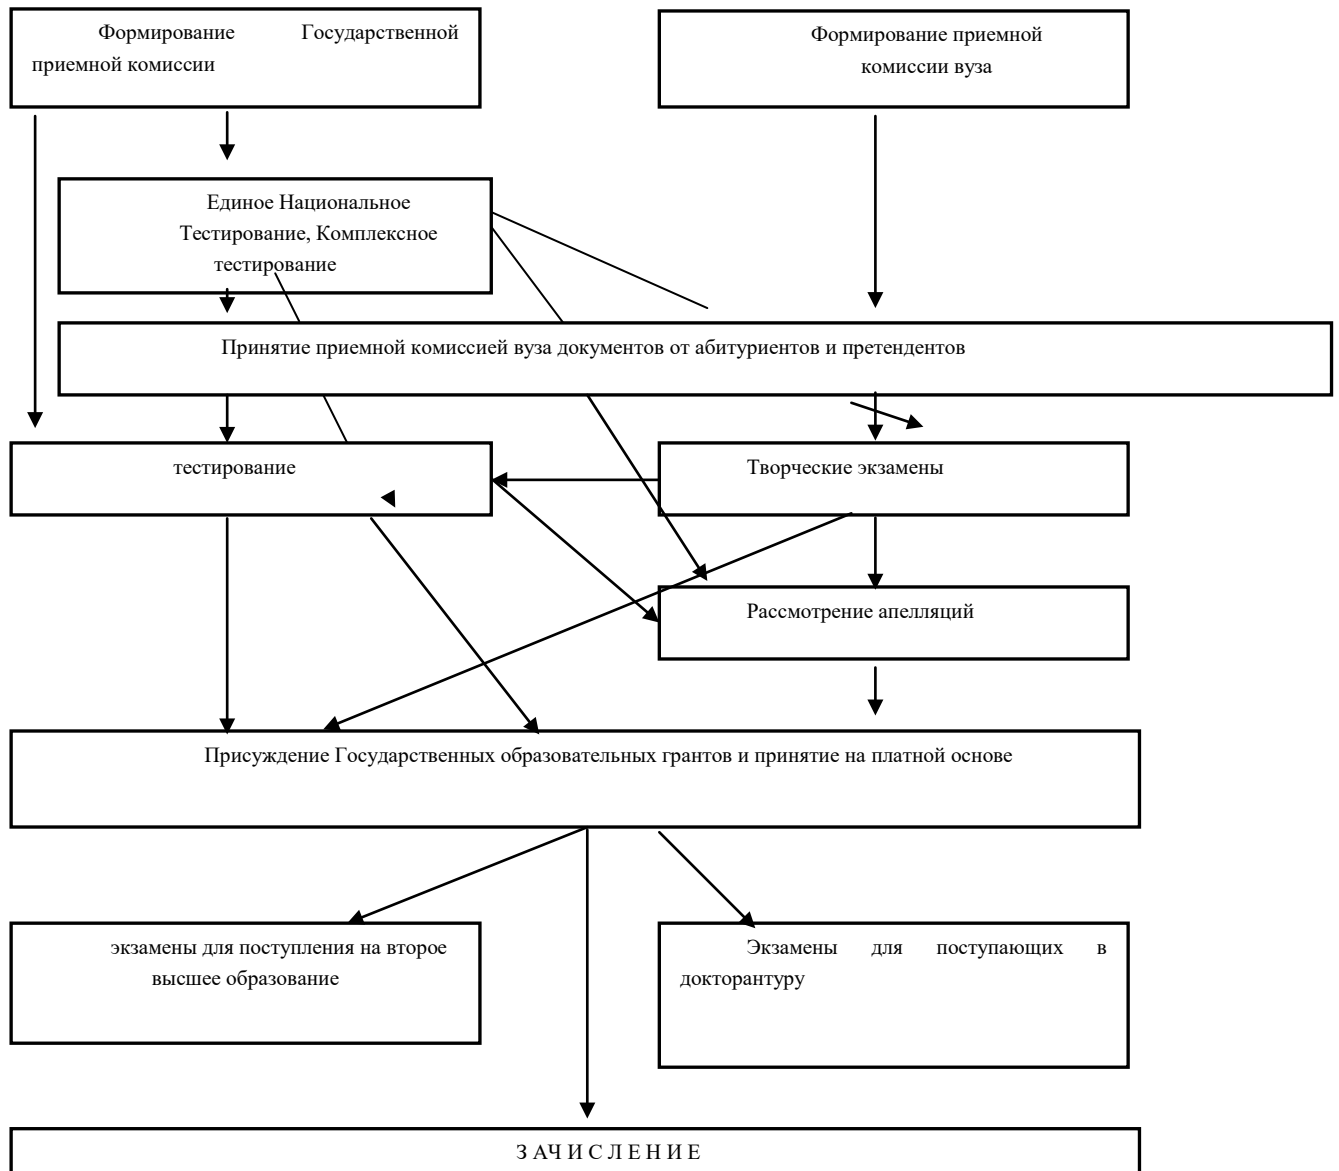 Формирование Государственной
приемной комиссии
Формирование приемной
комиссии вуза
Единое Национальное
Тестирование, Комплексное
тестирование
Принятие приемной комиссией вуза документов от абитуриентов и претендентов
тестирование
Творческие экзамены
Рассмотрение апелляций
Присуждение Государственных образовательных грантов и принятие на платной основе
экзамены для поступления на второе
высшее образование
Экзамены для поступающих в
докторантуру
З А Ч И С Л Е Н И Е